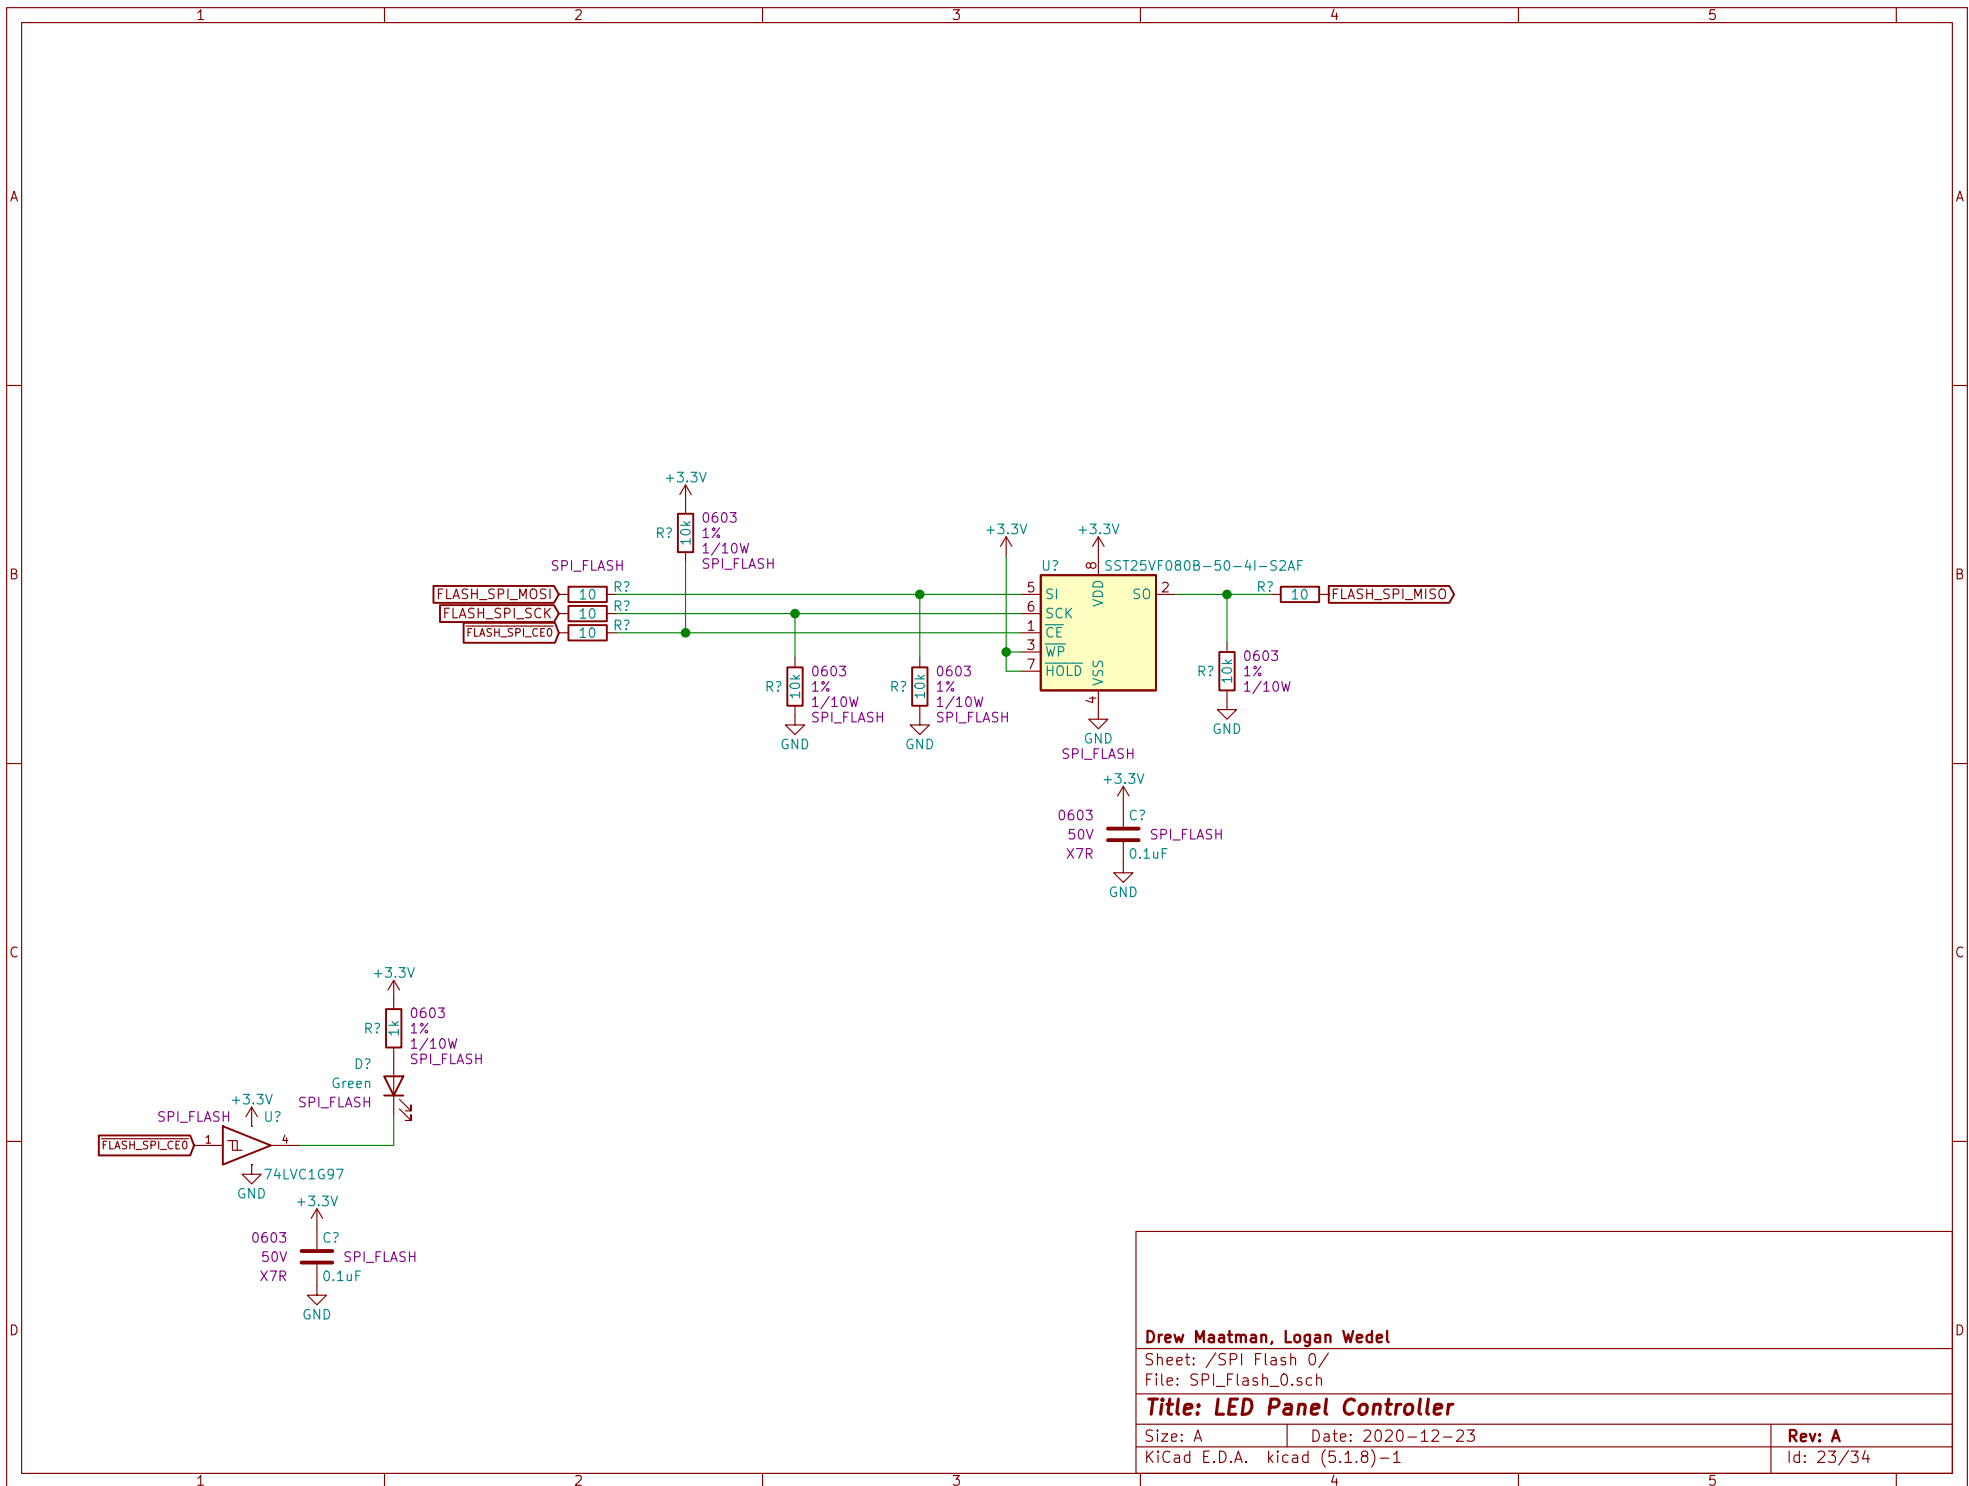 1 2 3 4 5
A A
B B
C C
D D
+3.3V
R? 10k 0603
1%
1/10W
SPI_FLASH
SPI_FLASH
FLASH_SPI_MOSI 10 R?
FLASH_SPI_SCK 10 R?
FLASH_SPI_CE0 10 R?
R? 10k 0603
1%
1/10W
SPI_FLASH
GND
R? 10k 0603
1%
1/10W
SPI_FLASH
GND
+3.3V
+3.3V
U? 8 SST25VF080B-50-4I-S2AF
5 SI VDD SO 2
6 SCK
1 CE
3 WP
7 HOLD VSS
4
GND
SPI_FLASH
R? 10 FLASH_SPI_MISO
R? 10k 0603
1%
1/10W
GND
+3.3V
0603 C?
50V SPI_FLASH
X7R 0.1uF
GND
+3.3V
R? 1k 0603
1%
1/10W
SPI_FLASH
D?
Green
SPI_FLASH
+3.3V
SPI_FLASH U?
FLASH_SPI_CE0 1 4
74LVC1G97
GND
+3.3V
0603 C?
50V SPI_FLASH
X7R 0.1uF
GND
Drew Maatman, Logan Wedel
Sheet: /SPI Flash 0/
File: SPI_Flash_0.sch
Title: LED Panel Controller
Size: A Date: 2020-12-23 Rev: A
KiCad E.D.A. kicad (5.1.8)-1 Id: 23/34
1 2 3 4 5